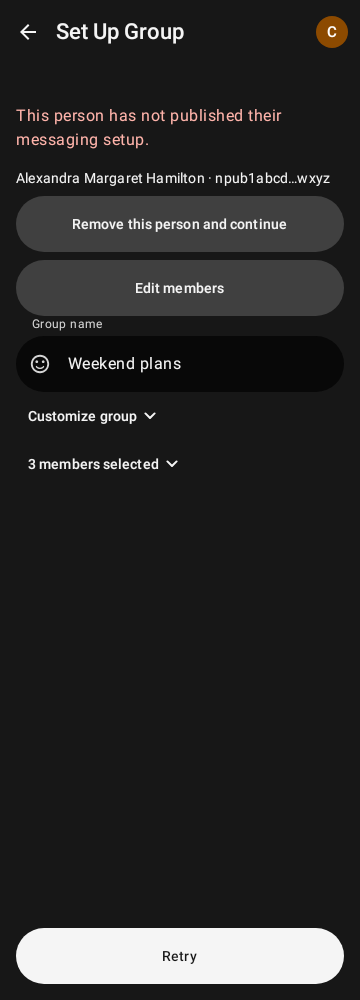 Set Up Group
C
This person has not published their
messaging setup.
Alexandra Margaret Hamilton · npub1abcd…wxyz
Remove this person and continue
Edit members
Group name
Weekend plans
Customize group
3 members selected
Retry